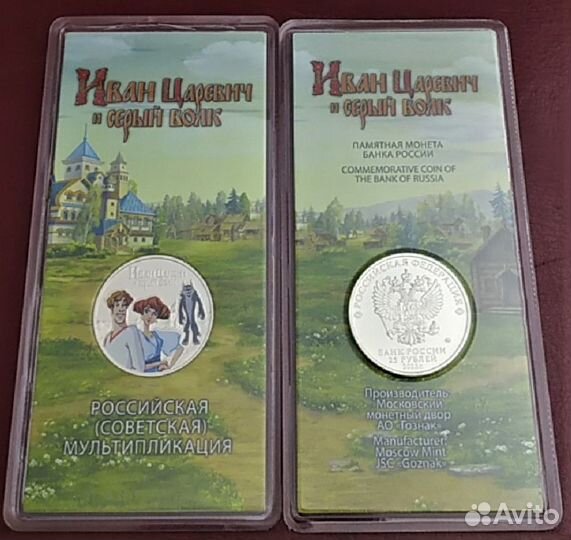 Иван Царевич
и серый волк
Иван Царевич
и серый волк
РОССИЙСКАЯ
(СОВЕТСКАЯ)
МУЛЬТИПЛИКАЦИЯ
Иван Царевич
и серый волк
ПАМЯТНАЯ МОНЕТА
БАНКА РОССИИ
COMMEMORATIVE COIN OF
THE BANK OF RUSSIA
РОССИЙСКАЯ ФЕДЕРАЦИЯ
БАНК РОССИИ
25 РУБЛЕЙ
Производитель:
Московский
монетный двор
АО "Гознак"
Manufacturer:
Moscow Mint
JSC «Goznak»
Avito